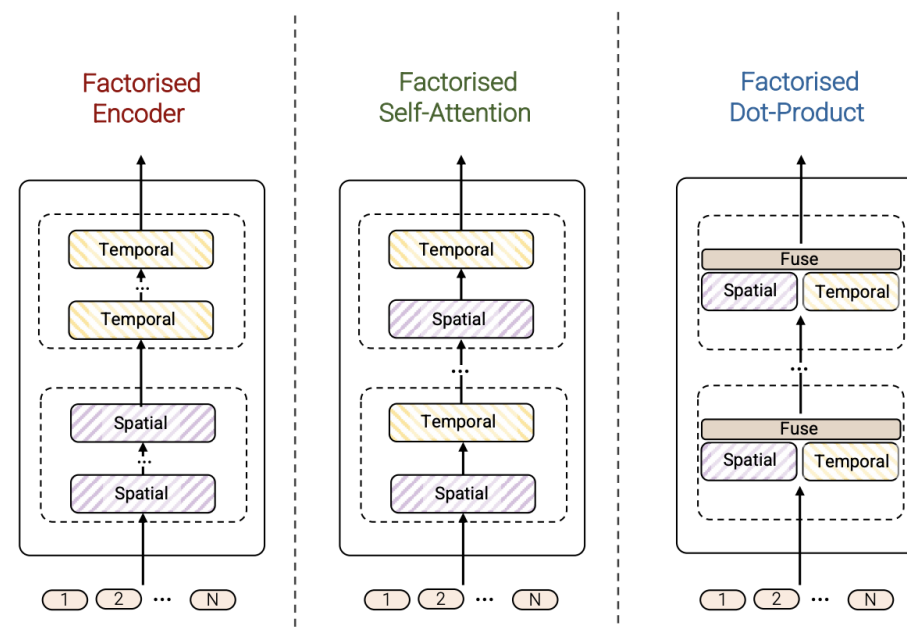 Factorised
Encoder
Temporal
...
Temporal
Spatial
...
Spatial
1 2 ... N
Factorised
Self-Attention
Temporal
Spatial
...
Temporal
Spatial
1 2 ... N
Factorised
Dot-Product
Fuse
Spatial Temporal
...
Fuse
Spatial Temporal
1 2 ... N